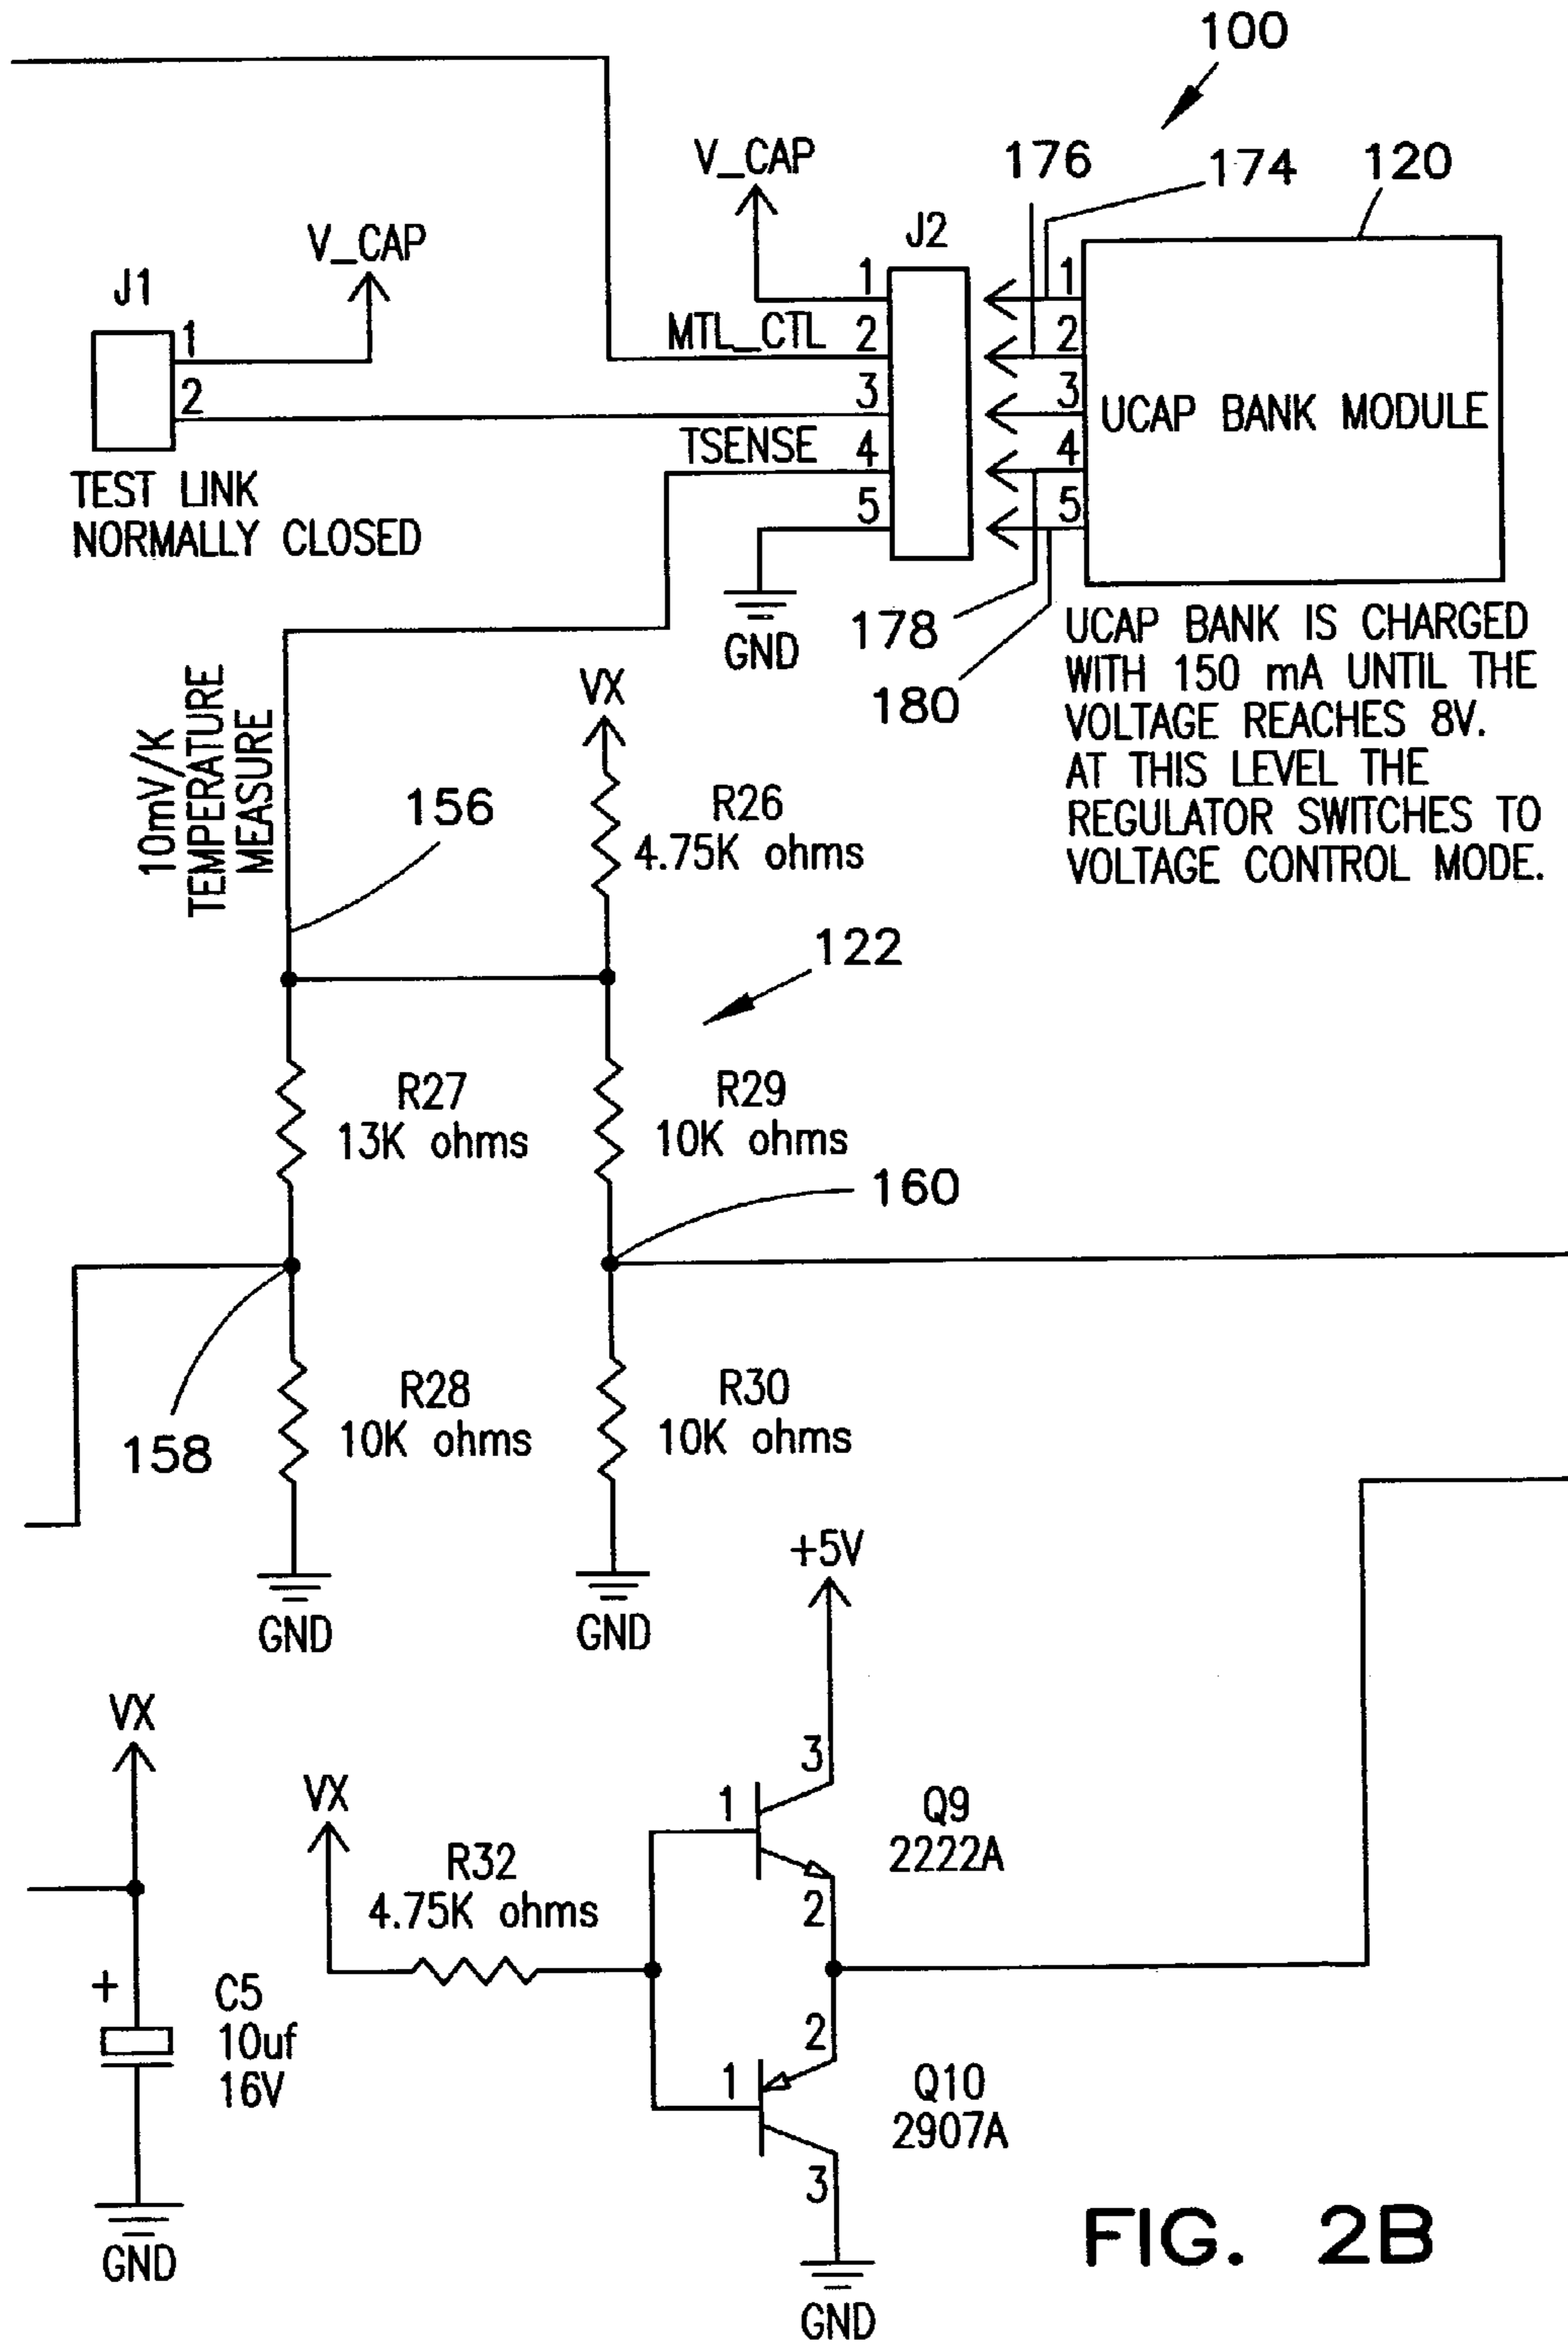 100
V_CAP
176
174
120
J2
V_CAP
J1
1
1
MTL_CTL
2
2
1
3
3
UCAP BANK MODULE
2
TSENSE
4
4
5
5
TEST LINK
NORMALLY CLOSED
GND
178
180
UCAP BANK IS CHARGED
WITH 150 mA UNTIL THE
VOLTAGE REACHES 8V.
AT THIS LEVEL THE
REGULATOR SWITCHES TO
VOLTAGE CONTROL MODE.
10mV/K
TEMPERATURE
MEASURE
VX
156
R26
4.75K ohms
122
R27
13K ohms
R29
10K ohms
160
R28
10K ohms
R30
10K ohms
158
GND
GND
+5V
VX
VX
3
1
Q9
2222A
R32
4.75K ohms
2
+
C5
10uf
16V
2
1
Q10
2907A
3
GND
GND
FIG. 2B